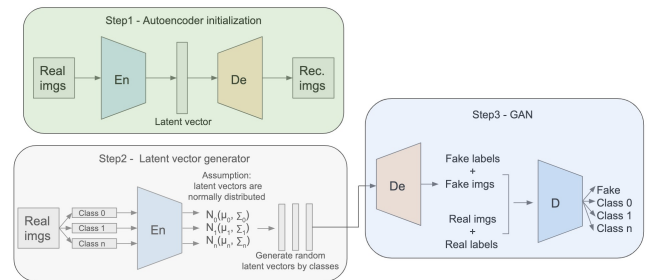 Step1 - Autoencoder initialization
Real
imgs
En
De
Rec.
imgs
Latent vector
Step2 - Latent vector generator
Assumption:
latent vectors are
normally distributed
Real
imgs
Class 0
Class 1
Class n
En
N₀(μ₀, Σ₀)
N₁(μ₁, Σ₁)
Nₙ(μₙ, Σₙ)
Generate random
latent vectors by classes
Step3 - GAN
De
Fake labels
+
Fake imgs
Real imgs
+
Real labels
D
Fake
Class 0
Class 1
Class n